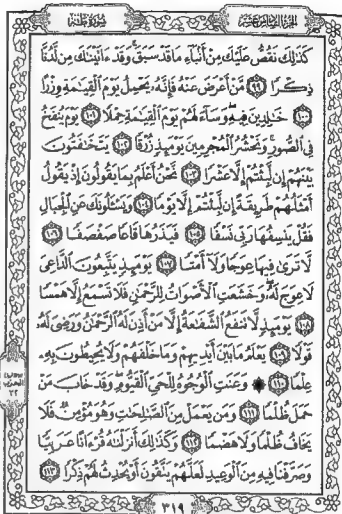 الجزء السادس عشر سورة طه
كَذَٰلِكَ نَقُصُّ عَلَيْكَ مِنْ أَنۢبَآءِ مَا قَدْ سَبَقَ ۚ وَقَدْ ءَاتَيْنَٰكَ مِن لَّدُنَّا
ذِكْرًا ٩٩ مَّنْ أَعْرَضَ عَنْهُ فَإِنَّهُۥ يَحْمِلُ يَوْمَ ٱلْقِيَٰمَةِ وِزْرًا
١٠٠ خَٰلِدِينَ فِيهِ ۖ وَسَآءَ لَهُمْ يَوْمَ ٱلْقِيَٰمَةِ حِمْلًا ١٠١ يَوْمَ يُنفَخُ
فِى ٱلصُّورِ ۚ وَنَحْشُرُ ٱلْمُجْرِمِينَ يَوْمَئِذٍ زُرْقًا ١٠٢ يَتَخَٰفَتُونَ
بَيْنَهُمْ إِن لَّبِثْتُمْ إِلَّا عَشْرًا ١٠٣ نَّحْنُ أَعْلَمُ بِمَا يَقُولُونَ إِذْ يَقُولُ
أَمْثَلُهُمْ طَرِيقَةً إِن لَّبِثْتُمْ إِلَّا يَوْمًا ١٠٤ وَيَسْـَٔلُونَكَ عَنِ ٱلْجِبَالِ
فَقُلْ يَنسِفُهَا رَبِّى نَسْفًا ١٠٥ فَيَذَرُهَا قَاعًا صَفْصَفًا ١٠٦
لَّا تَرَىٰ فِيهَا عِوَجًا وَلَآ أَمْتًا ١٠٧ يَوْمَئِذٍ يَتَّبِعُونَ ٱلدَّاعِىَ
لَا عِوَجَ لَهُۥ ۖ وَخَشَعَتِ ٱلْأَصْوَاتُ لِلرَّحْمَٰنِ فَلَا تَسْمَعُ إِلَّا هَمْسًا
١٠٨ يَوْمَئِذٍ لَّا تَنفَعُ ٱلشَّفَٰعَةُ إِلَّا مَنْ أَذِنَ لَهُ ٱلرَّحْمَٰنُ وَرَضِىَ لَهُۥ
قَوْلًا ١٠٩ يَعْلَمُ مَا بَيْنَ أَيْدِيهِمْ وَمَا خَلْفَهُمْ وَلَا يُحِيطُونَ بِهِۦ
عِلْمًا ١١٠ ۞ وَعَنَتِ ٱلْوُجُوهُ لِلْحَىِّ ٱلْقَيُّومِ ۖ وَقَدْ خَابَ مَنْ
حَمَلَ ظُلْمًا ١١١ وَمَن يَعْمَلْ مِنَ ٱلصَّٰلِحَٰتِ وَهُوَ مُؤْمِنٌ فَلَا
يَخَافُ ظُلْمًا وَلَا هَضْمًا ١١٢ وَكَذَٰلِكَ أَنزَلْنَٰهُ قُرْءَانًا عَرَبِيًّا
وَصَرَّفْنَا فِيهِ مِنَ ٱلْوَعِيدِ لَعَلَّهُمْ يَتَّقُونَ أَوْ يُحْدِثُ لَهُمْ ذِكْرًا ١١٣
الحزب
٣٢
٣١٩